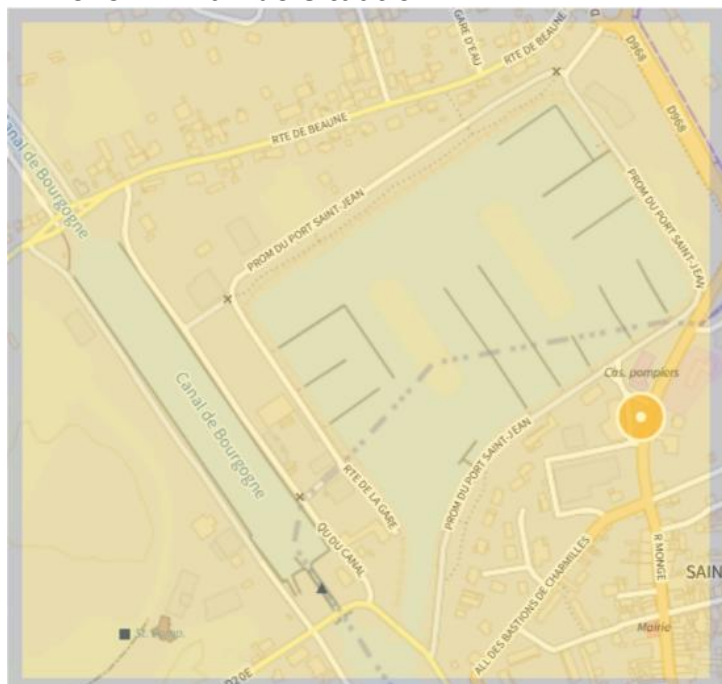 GARE D'EAU
RTE DE BEAUNE
D968
RTE DE BEAUNE
D968
Canal de Bourgogne
PROM DU PORT SAINT-JEAN
PROM DU PORT SAINT-JEAN
Cas. pompiers
Canal de Bourgogne
PROM DU PORT SAINT-JEAN
RTE DE LA GARE
QU DU CANAL
R MONGE
SAIN
ALL DES BASTIONS DE CHARMILLES
Mairie
D20E